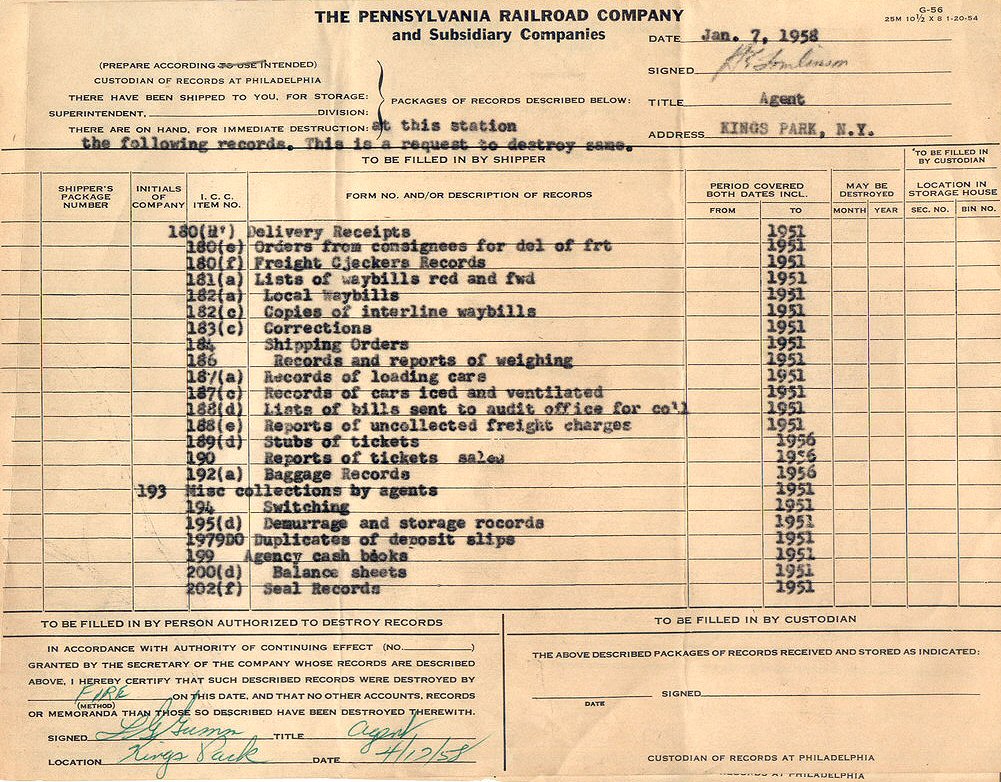 G-56
25M 10½ X 8 1-20-54
THE PENNSYLVANIA RAILROAD COMPANY
and Subsidiary Companies
DATE Jan. 7, 1958
(PREPARE ACCORDING TO USE INTENDED)
SIGNED Tomlinson
CUSTODIAN OF RECORDS AT PHILADELPHIA
THERE HAVE BEEN SHIPPED TO YOU, FOR STORAGE:
PACKAGES OF RECORDS DESCRIBED BELOW:
TITLE Agent
SUPERINTENDENT, DIVISION:
THERE ARE ON HAND, FOR IMMEDIATE DESTRUCTION: at this station
ADDRESS KINGS PARK, N.Y.
the following records. This is a request to destroy same.
TO BE FILLED IN BY SHIPPER
*TO BE FILLED IN BY CUSTODIAN
SHIPPER'S PACKAGE NUMBER INITIALS OF COMPANY I. C. C. ITEM NO. FORM NO. AND/OR DESCRIPTION OF RECORDS PERIOD COVERED BOTH DATES INCL. MAY BE DESTROYED LOCATION IN STORAGE HOUSE
FROM TO MONTH YEAR SEC. NO. BIN NO.
Delivery Receipts 1951
180(e) Orders from consignees for del of frt 1951
180(f) Freight Cjeckers Records 1951
181(a) Lists of waybills rcd and fwd 1951
182(a) Local Waybills 1951
182(c) Copies of interline waybills 1951
183(c) Corrections 1951
184 Shipping Orders 1951
186 Records and reports of weighing 1951
187(a) Records of loading cars 1951
187(c) Records of cars iced and ventilated 1951
188(d) Lists of bills sent to audit office for coll 1951
188(e) Reports of uncollected freight charges 1951
189(d) Stubs of tickets 1956
190 Reports of tickets sales 1956
192(a) Baggage Records 1956
193 Misc collections by agents 1951
194 Switching 1951
195(d) Demurrage and storage rocords 1951
1979DO Duplicates of deposit slips 1951
199 Agency cash books 1951
200(d) Balance sheets 1951
202(f) Seal Records 1951
TO BE FILLED IN BY PERSON AUTHORIZED TO DESTROY RECORDS
IN ACCORDANCE WITH AUTHORITY OF CONTINUING EFFECT (NO. )
GRANTED BY THE SECRETARY OF THE COMPANY WHOSE RECORDS ARE DESCRIBED
ABOVE, I HEREBY CERTIFY THAT SUCH DESCRIBED RECORDS WERE DESTROYED BY
FIRE ON THIS DATE, AND THAT NO OTHER ACCOUNTS, RECORDS
(METHOD)
OR MEMORANDA THAN THOSE SO DESCRIBED HAVE BEEN DESTROYED THEREWITH.
SIGNED TITLE Agent
LOCATION Kings Park DATE 4/12/58
TO BE FILLED IN BY CUSTODIAN
THE ABOVE DESCRIBED PACKAGES OF RECORDS RECEIVED AND STORED AS INDICATED:
SIGNED
DATE
CUSTODIAN OF RECORDS AT PHILADELPHIA
RECORDS AT PHILADELPHIA